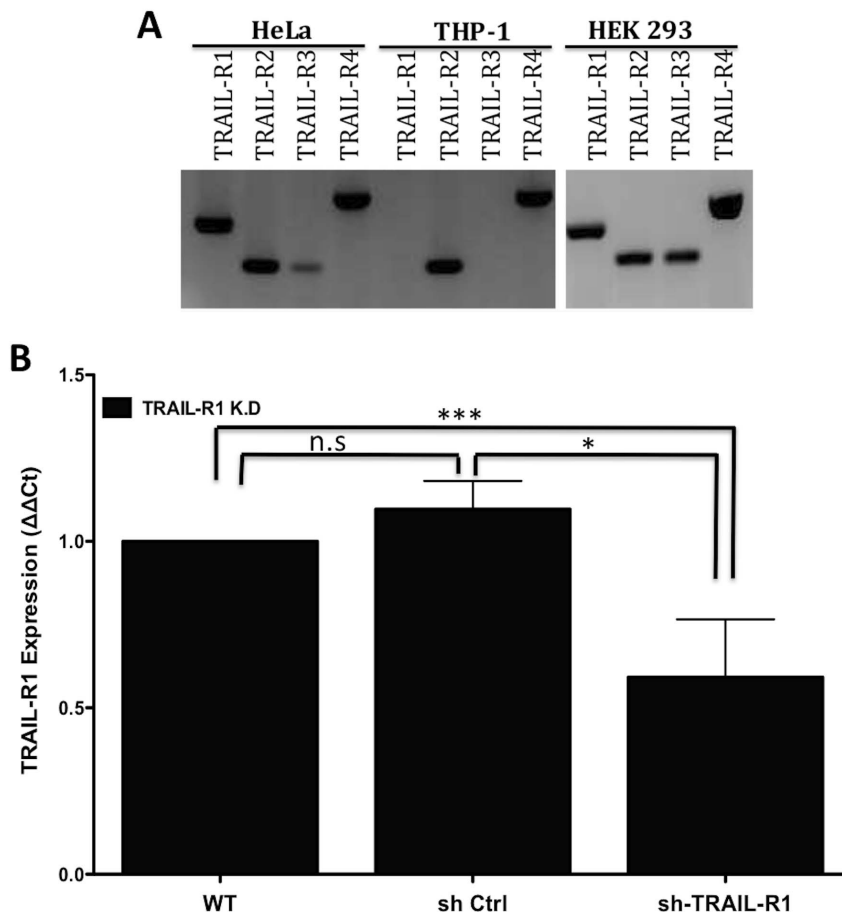 A
HeLa THP-1 HEK 293
TRAIL-R1 TRAIL-R2 TRAIL-R3 TRAIL-R4 TRAIL-R1 TRAIL-R2 TRAIL-R3 TRAIL-R4 TRAIL-R1 TRAIL-R2 TRAIL-R3 TRAIL-R4
B
TRAIL-R1 Expression (ΔΔCt)
1.5
1.0
0.5
0.0
TRAIL-R1 K.D
***
n.s
*
WT sh Ctrl sh-TRAIL-R1